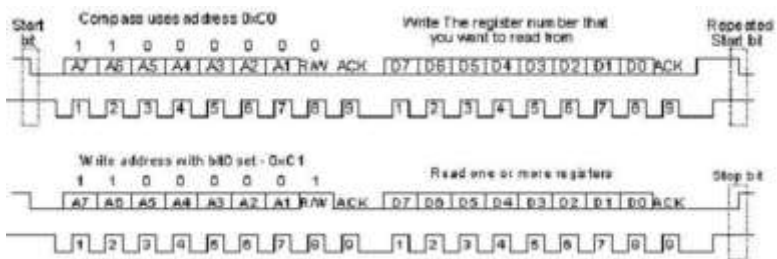 Start bit
Compass uses address 0xC0
Write The register number that you want to read from
Repeated Start bit
1 1 0 0 0 0 0 0
A7 A6 A5 A4 A3 A2 A1 R/W ACK D7 D6 D5 D4 D3 D2 D1 D0 ACK
1 2 3 4 5 6 7 8 9 1 2 3 4 5 6 7 8 9
Write address with bit0 set - 0xC1
Read one or more registers
Stop bit
1 1 0 0 0 0 0 1
A7 A6 A5 A4 A3 A2 A1 R/W ACK D7 D6 D5 D4 D3 D2 D1 D0 ACK
1 2 3 4 5 6 7 8 9 1 2 3 4 5 6 7 8 9